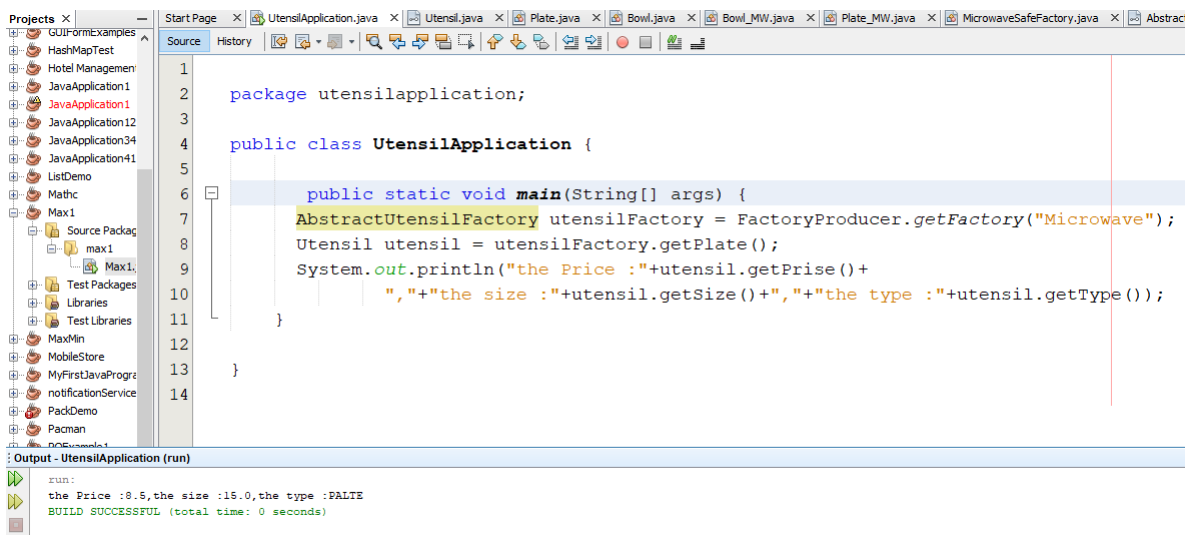 Projects
Start Page UtensilApplication.java Utensil.java Plate.java Bowl.java Bowl_MW.java Plate_MW.java MicrowaveSafeFactory.java Abstract
GUIFormExamples
HashMapTest
Hotel Management
JavaApplication1
JavaApplication1
JavaApplication12
JavaApplication34
JavaApplication41
ListDemo
Mathc
Max1
Source Packag
max1
Max1.
Test Packages
Libraries
Test Libraries
MaxMin
MobileStore
MyFirstJavaProgra
notificationService
PackDemo
Pacman
PQExample1
Source History
1
2 package utensilapplication;
3
4 public class UtensilApplication {
5
6 public static void main(String[] args) {
7 AbstractUtensilFactory utensilFactory = FactoryProducer.getFactory("Microwave");
8 Utensil utensil = utensilFactory.getPlate();
9 System.out.println("the Price :"+utensil.getPrise()+
10 ","+"the size :"+utensil.getSize()+","+"the type :"+utensil.getType());
11 }
12
13 }
14
Output - UtensilApplication (run)
run:
the Price :8.5,the size :15.0,the type :PALTE
BUILD SUCCESSFUL (total time: 0 seconds)